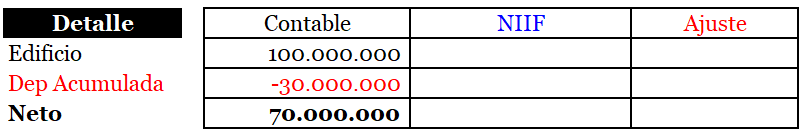 Detalle Contable NIIF Ajuste
Edificio 100.000.000
Dep Acumulada -30.000.000
Neto 70.000.000